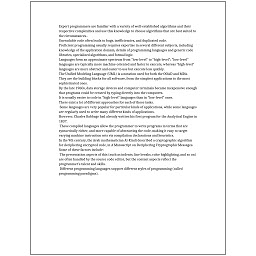 Expert programmers are familiar with a variety of well-established algorithms and their
respective complexities and use this knowledge to choose algorithms that are best suited to
the circumstances.
Unreadable code often leads to bugs, inefficiencies, and duplicated code.
Proficient programming usually requires expertise in several different subjects, including
knowledge of the application domain, details of programming languages and generic code
libraries, specialized algorithms, and formal logic.
Languages form an approximate spectrum from "low-level" to "high-level"; "low-level"
languages are typically more machine-oriented and faster to execute, whereas "high-level"
languages are more abstract and easier to use but execute less quickly.
The Unified Modeling Language (UML) is a notation used for both the OOAD and MDA.
They are the building blocks for all software, from the simplest applications to the most
sophisticated ones.
By the late 1960s, data storage devices and computer terminals became inexpensive enough
that programs could be created by typing directly into the computers.
It is usually easier to code in "high-level" languages than in "low-level" ones.
There exist a lot of different approaches for each of those tasks.
Some languages are very popular for particular kinds of applications, while some languages
are regularly used to write many different kinds of applications.
However, Charles Babbage had already written his first program for the Analytical Engine in
1837.
These compiled languages allow the programmer to write programs in terms that are
syntactically richer, and more capable of abstracting the code, making it easy to target
varying machine instruction sets via compilation declarations and heuristics.
In the 9th century, the Arab mathematician Al-Kindi described a cryptographic algorithm
for deciphering encrypted code, in A Manuscript on Deciphering Cryptographic Messages.
Some of these factors include:
The presentation aspects of this (such as indents, line breaks, color highlighting, and so on)
are often handled by the source code editor, but the content aspects reflect the
programmer's talent and skills.
Different programming languages support different styles of programming (called
programming paradigms).